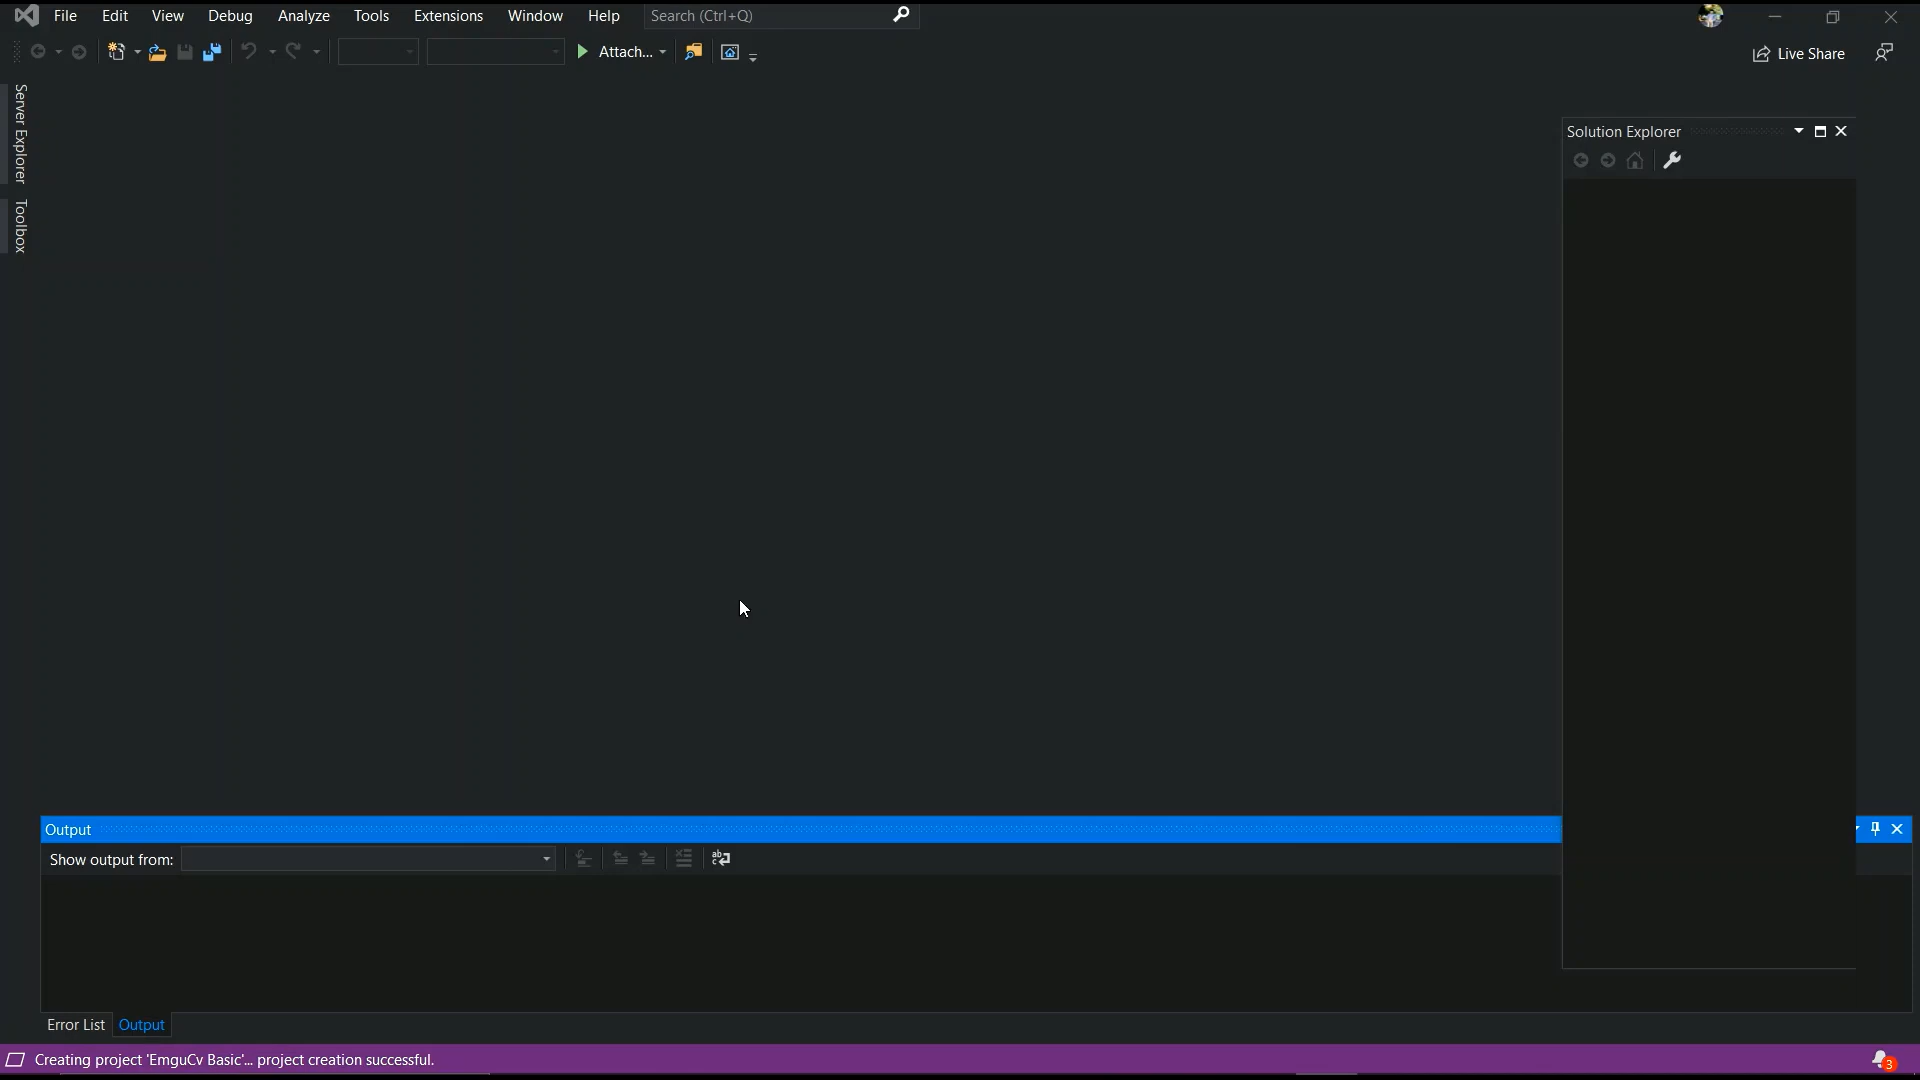 File Edit View Debug Analyze Tools Extensions Window Help Search (Ctrl+Q)
Attach... Live Share
Server Explorer
Toolbox
Solution Explorer
Output
Show output from:
Error List Output
Creating project 'EmguCv Basic'... project creation successful. 3